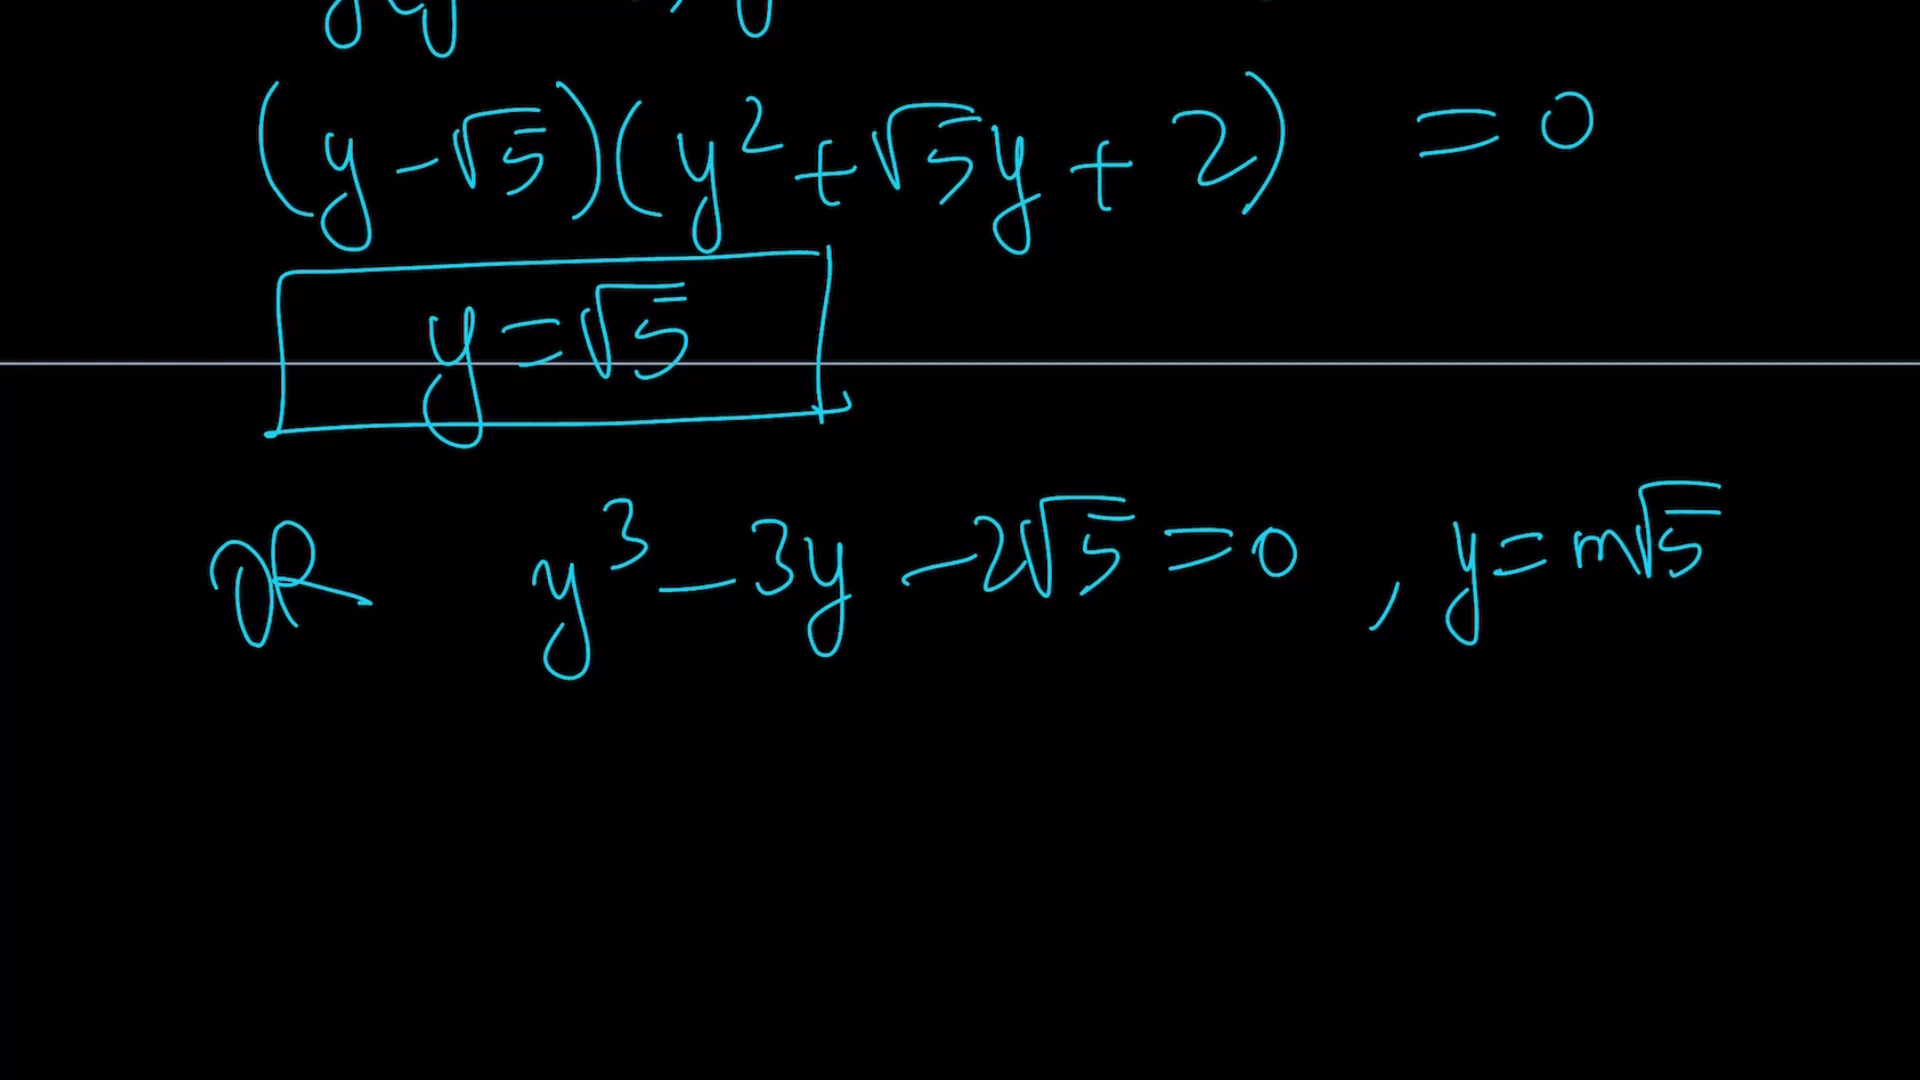 (y-√5)(y²+√5y+2) =0
y=√5
OR y³-3y-2√5=0 , y=m√5